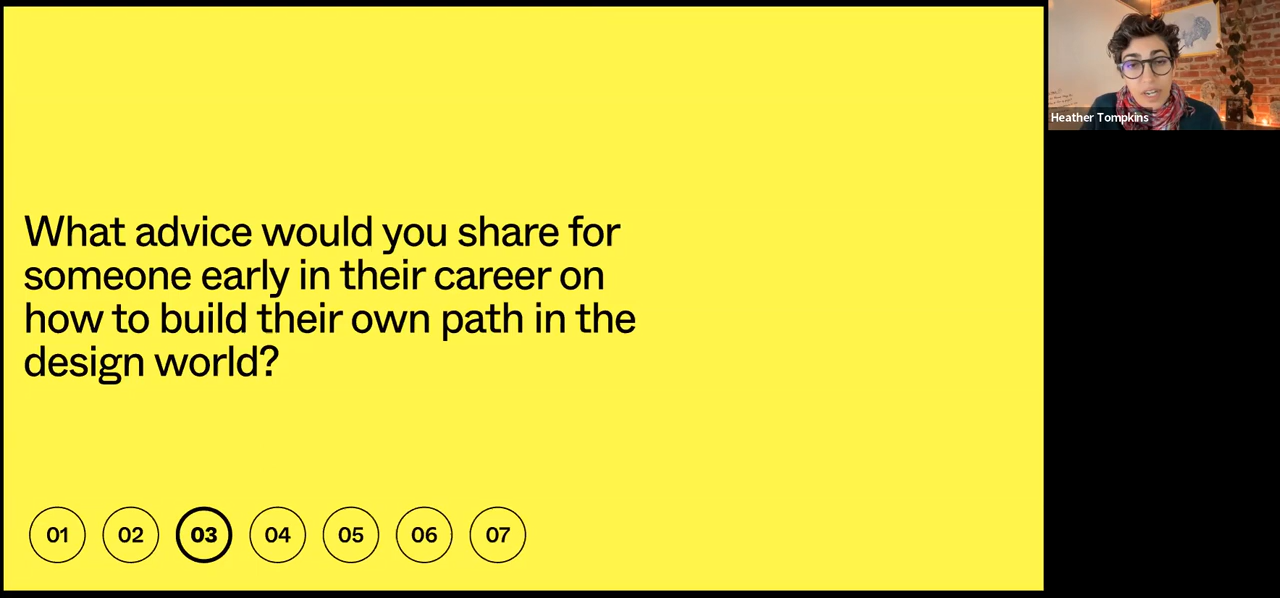 What advice would you share for
someone early in their career on
how to build their own path in the
design world?
01 02 03 04 05 06 07
Heather Tompkins